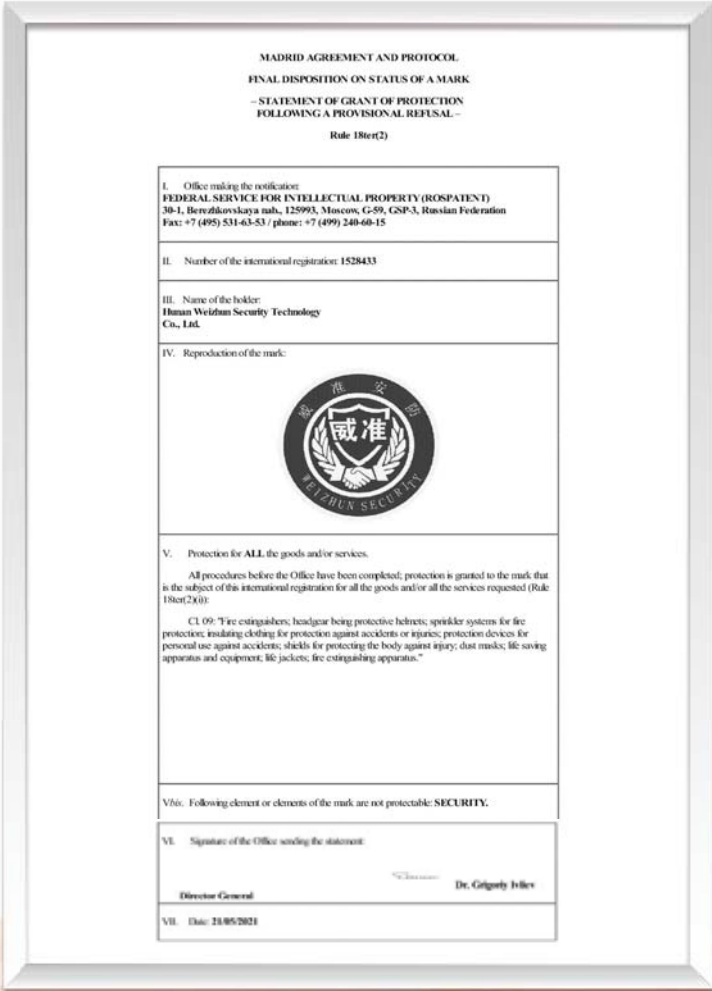 MADRID AGREEMENT AND PROTOCOL
FINAL DISPOSITION ON STATUS OF A MARK
– STATEMENT OF GRANT OF PROTECTION
FOLLOWING A PROVISIONAL REFUSAL –
Rule 18ter(2)
I. Office making the notification:
FEDERAL SERVICE FOR INTELLECTUAL PROPERTY (ROSPATENT)
30-1, Berezhkovskaya nab., 125993, Moscow, G-59, GSP-3, Russian Federation
Fax: +7 (495) 531-63-53 / phone: +7 (499) 240-60-15
II. Number of the international registration: 1528433
III. Name of the holder:
Hunan Weizhun Security Technology
Co., Ltd.
IV. Reproduction of the mark:
威准安防
威准
WEIZHUN SECURITY
V. Protection for ALL the goods and/or services.
All procedures before the Office have been completed; protection is granted to the mark that
is the subject of this international registration for all the goods and/or all the services requested (Rule
18ter(2)(i)):
Cl. 09: "Fire extinguishers; headgear being protective helmets; sprinkler systems for fire
protection; insulating clothing for protection against accidents or injuries; protection devices for
personal use against accidents; shields for protecting the body against injury; dust masks; life saving
apparatus and equipment; life jackets; fire extinguishing apparatus."
Vbis. Following element or elements of the mark are not protectable: SECURITY.
VI. Signature of the Office sending the statement:
Dr. Grigoriy Ivliev
Director General
VII. Date: 21/05/2021